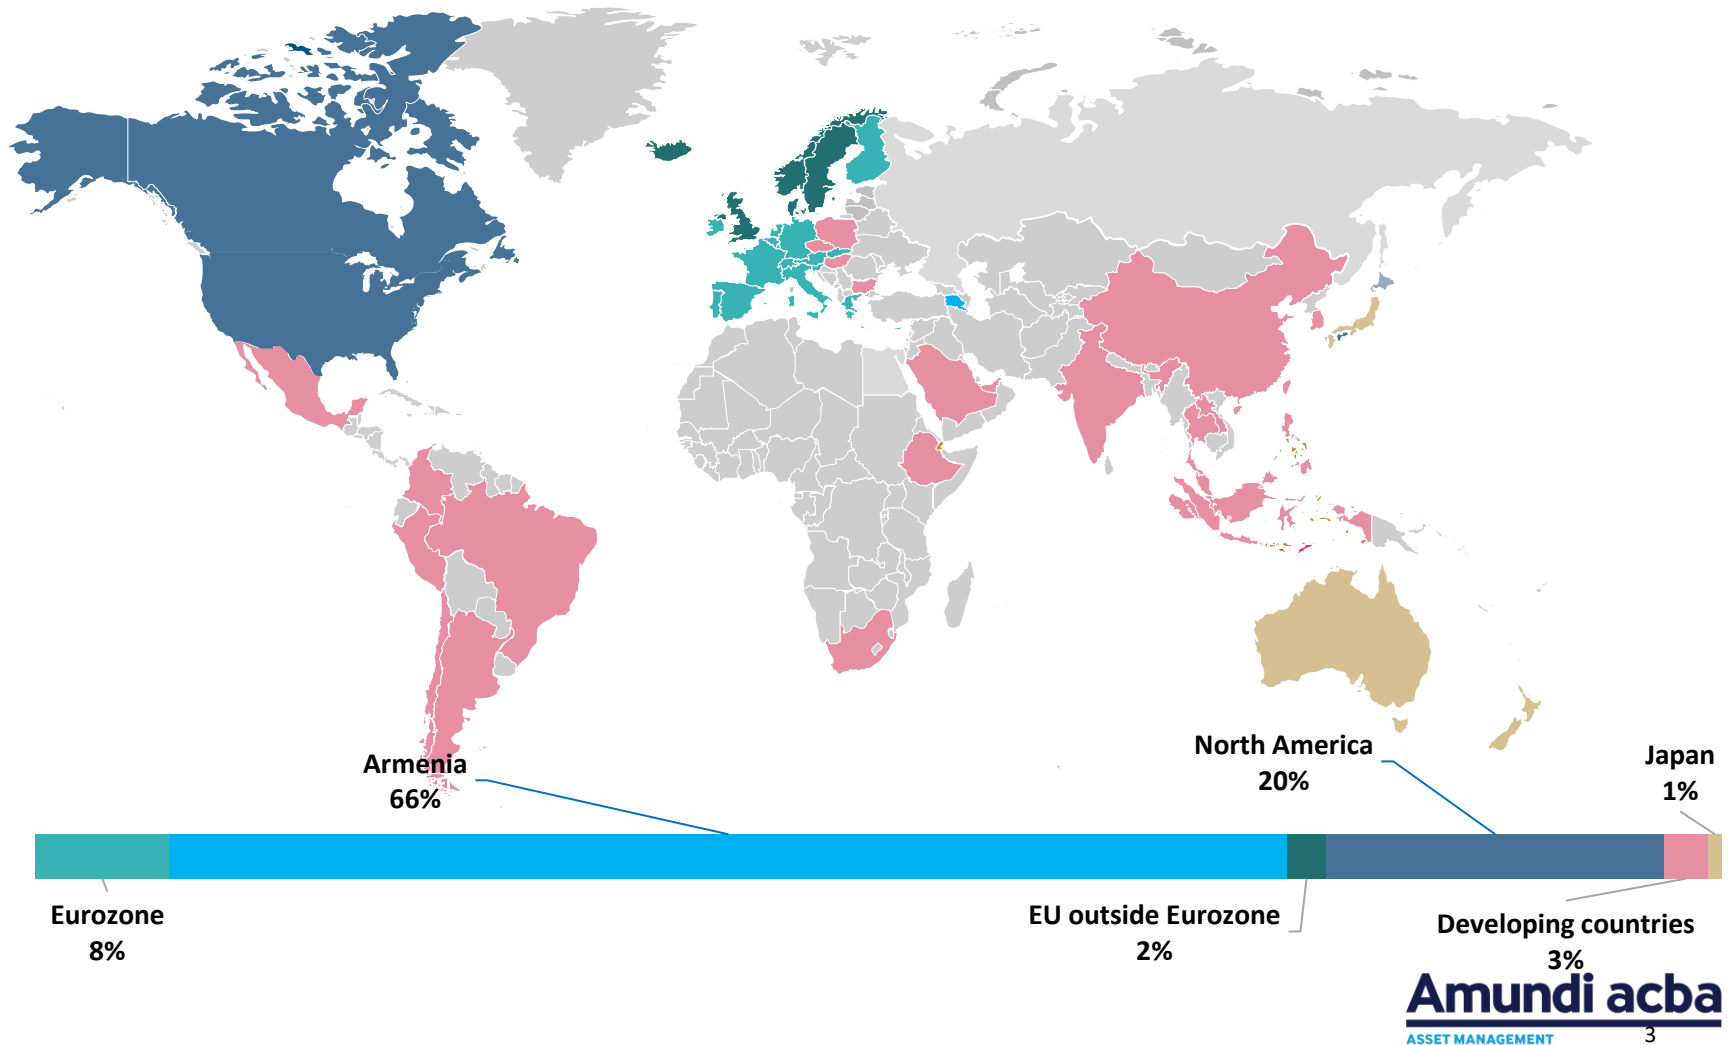 Armenia
66%
North America
20%
Japan
1%
Eurozone
8%
EU outside Eurozone
2%
Developing countries
3%
Amundi acba
ASSET MANAGEMENT
3